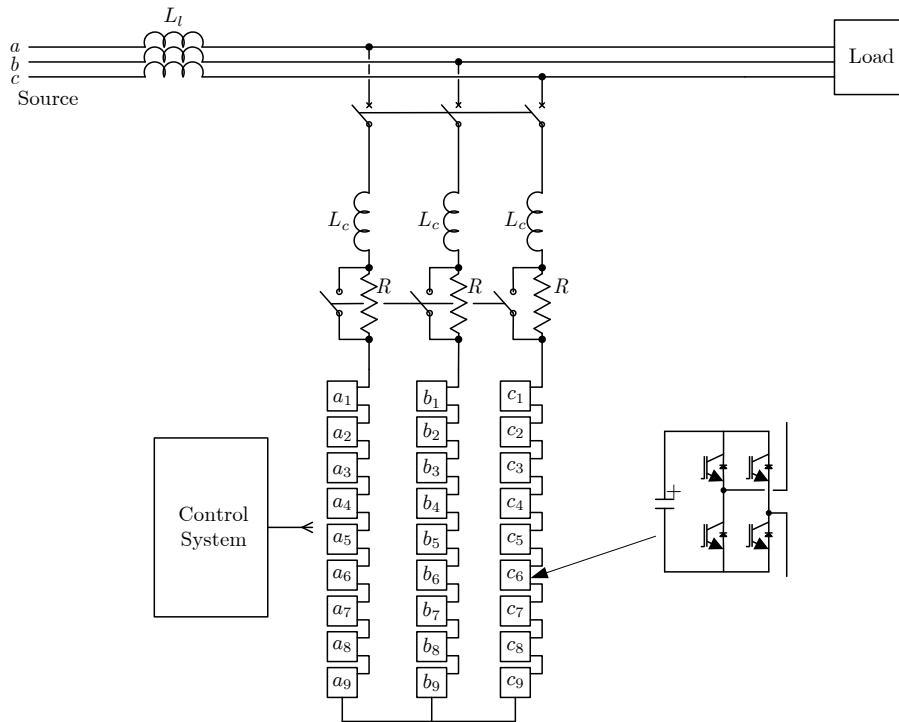 L_l
a
b
c
Source
Load
L_c
L_c
L_c
R
R
R
a_1
b_1
c_1
a_2
b_2
c_2
a_3
b_3
c_3
a_4
b_4
c_4
a_5
b_5
c_5
a_6
b_6
c_6
a_7
b_7
c_7
a_8
b_8
c_8
a_9
b_9
c_9
Control
System
+